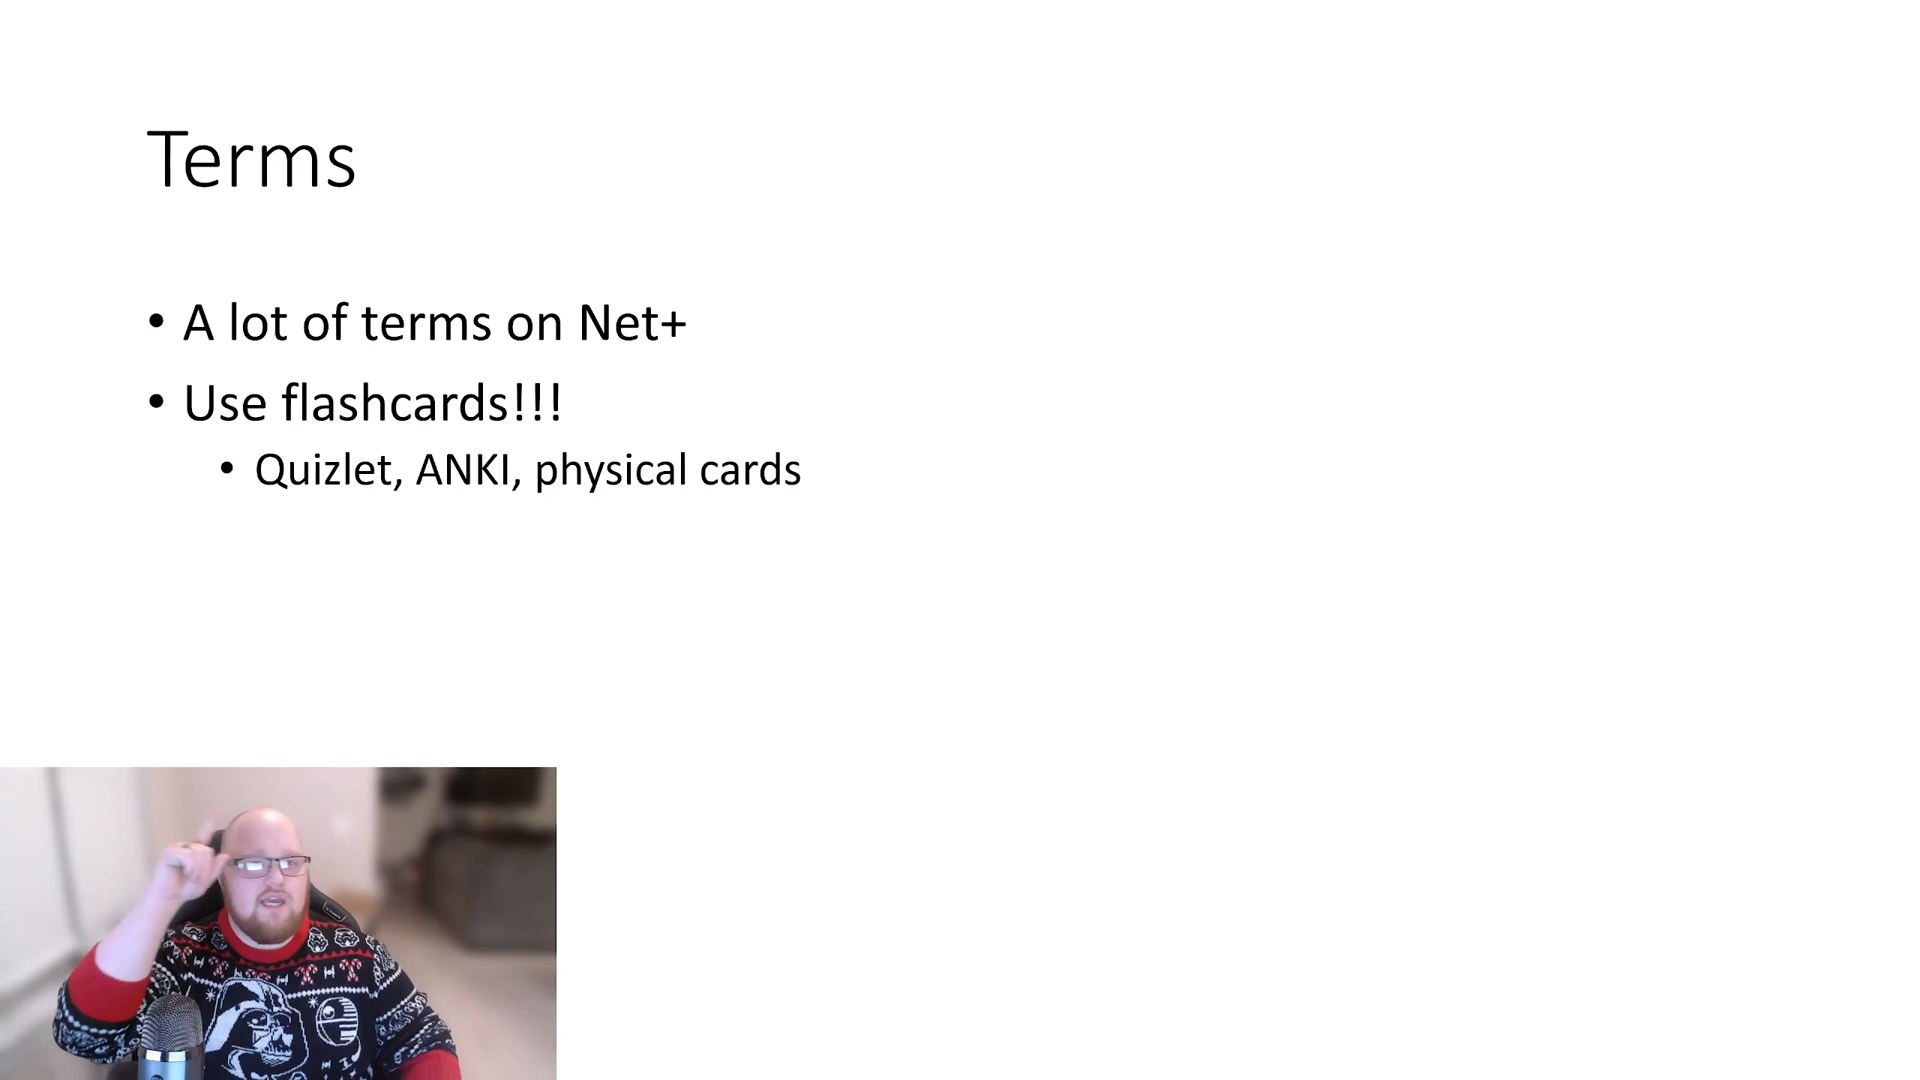 Terms
• A lot of terms on Net+
• Use flashcards!!!
• Quizlet, ANKI, physical cards